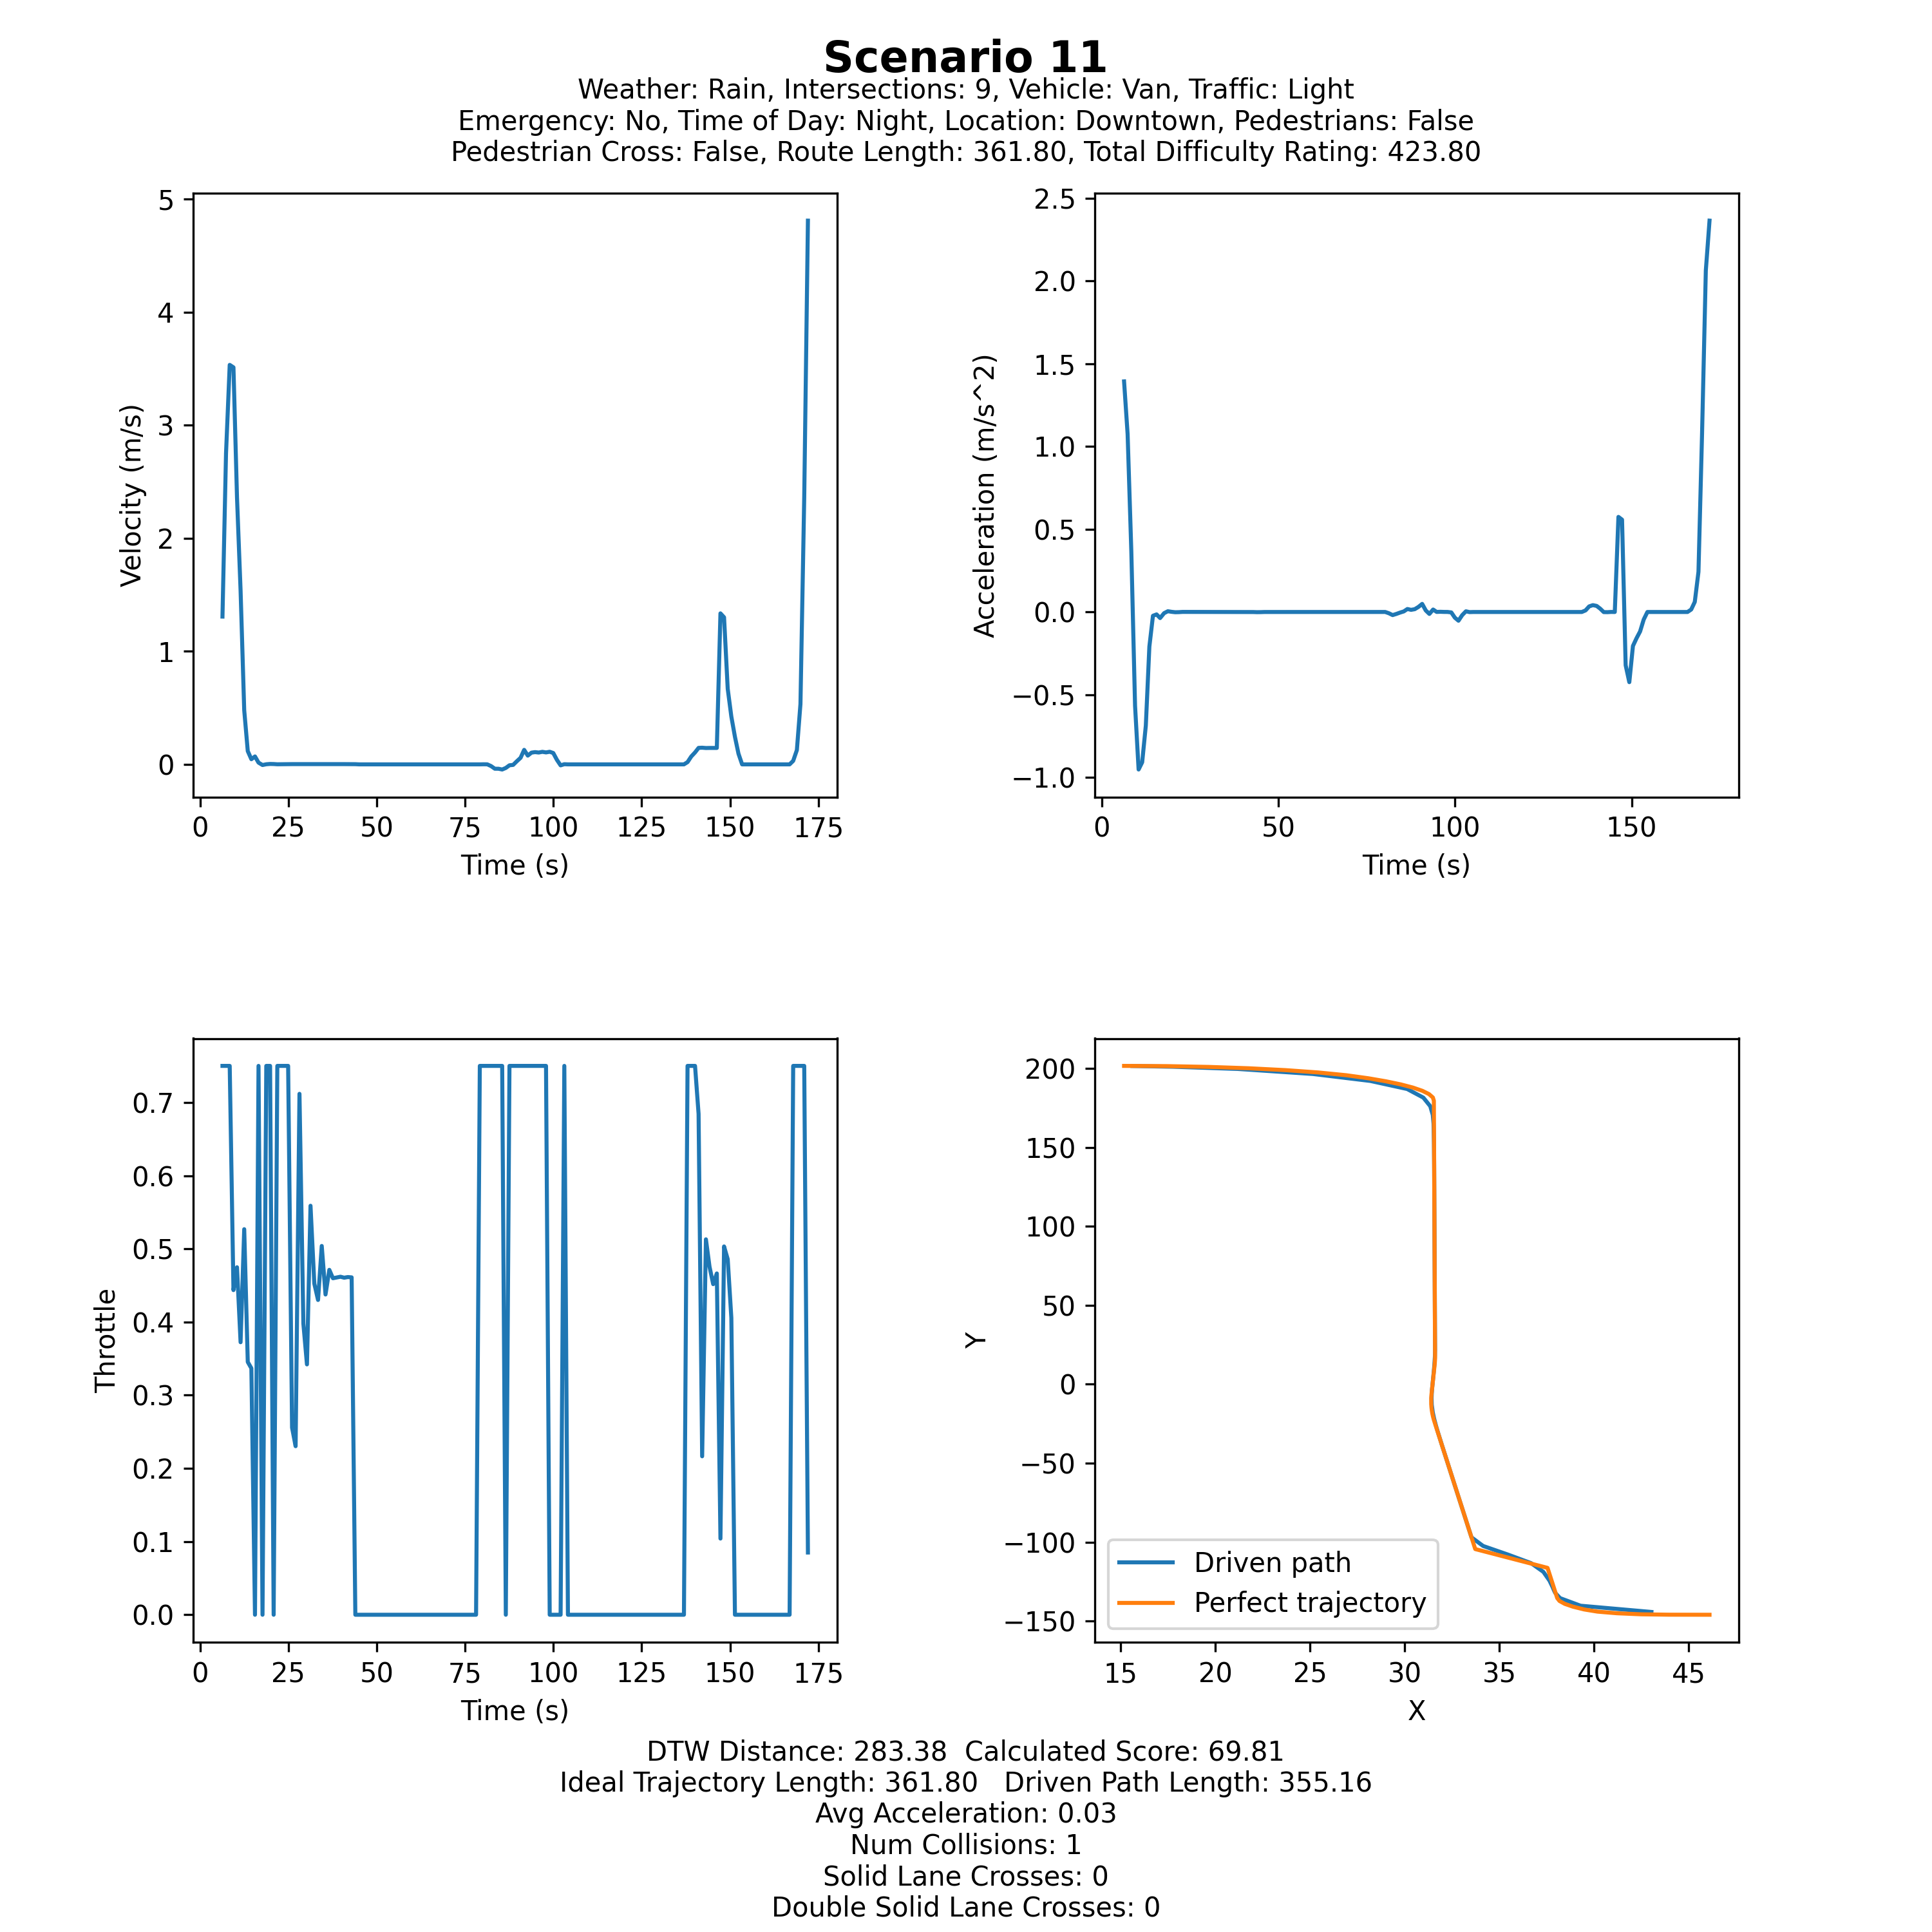 Scenario 11
Weather: Rain, Intersections: 9, Vehicle: Van, Traffic: Light
Emergency: No, Time of Day: Night, Location: Downtown, Pedestrians: False
Pedestrian Cross: False, Route Length: 361.80, Total Difficulty Rating: 423.80
5
4
3
2
1
0
Velocity (m/s)
0 25 50 75 100 125 150 175
Time (s)
2.5
2.0
1.5
1.0
0.5
0.0
−0.5
−1.0
Acceleration (m/s^2)
0 50 100 150
Time (s)
0.7
0.6
0.5
0.4
0.3
0.2
0.1
0.0
Throttle
0 25 50 75 100 125 150 175
Time (s)
200
150
100
50
0
−50
−100
−150
Y
Driven path
Perfect trajectory
15 20 25 30 35 40 45
X
DTW Distance: 283.38 Calculated Score: 69.81
Ideal Trajectory Length: 361.80 Driven Path Length: 355.16
Avg Acceleration: 0.03
Num Collisions: 1
Solid Lane Crosses: 0
Double Solid Lane Crosses: 0